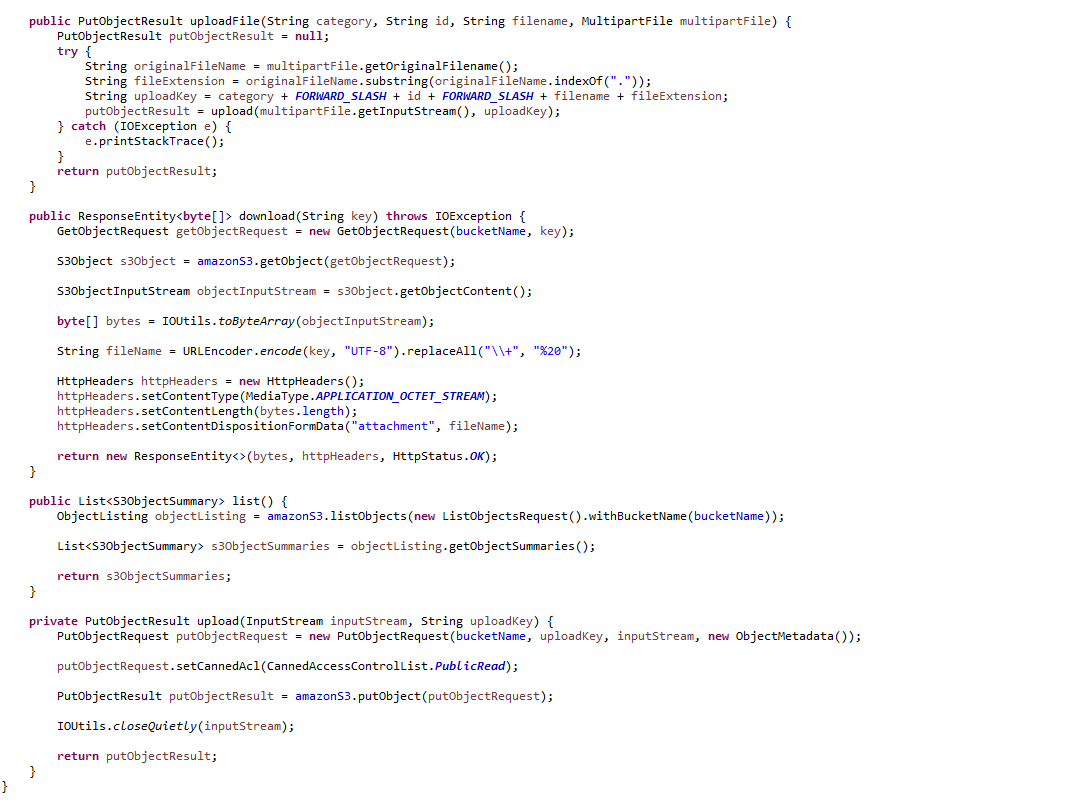 public PutObjectResult uploadFile(String category, String id, String filename, MultipartFile multipartFile) {
PutObjectResult putObjectResult = null;
try {
String originalFileName = multipartFile.getOriginalFilename();
String fileExtension = originalFileName.substring(originalFileName.indexOf("."));
String uploadKey = category + FORWARD_SLASH + id + FORWARD_SLASH + filename + fileExtension;
putObjectResult = upload(multipartFile.getInputStream(), uploadKey);
} catch (IOException e) {
e.printStackTrace();
}
return putObjectResult;
}
public ResponseEntity<byte[]> download(String key) throws IOException {
GetObjectRequest getObjectRequest = new GetObjectRequest(bucketName, key);
S3Object s3Object = amazonS3.getObject(getObjectRequest);
S3ObjectInputStream objectInputStream = s3Object.getObjectContent();
byte[] bytes = IOUtils.toByteArray(objectInputStream);
String fileName = URLEncoder.encode(key, "UTF-8").replaceAll("\\+", "%20");
HttpHeaders httpHeaders = new HttpHeaders();
httpHeaders.setContentType(MediaType.APPLICATION_OCTET_STREAM);
httpHeaders.setContentLength(bytes.length);
httpHeaders.setContentDispositionFormData("attachment", fileName);
return new ResponseEntity<>(bytes, httpHeaders, HttpStatus.OK);
}
public List<S3ObjectSummary> list() {
ObjectListing objectListing = amazonS3.listObjects(new ListObjectsRequest().withBucketName(bucketName));
List<S3ObjectSummary> s3ObjectSummaries = objectListing.getObjectSummaries();
return s3ObjectSummaries;
}
private PutObjectResult upload(InputStream inputStream, String uploadKey) {
PutObjectRequest putObjectRequest = new PutObjectRequest(bucketName, uploadKey, inputStream, new ObjectMetadata());
putObjectRequest.setCannedAcl(CannedAccessControlList.PublicRead);
PutObjectResult putObjectResult = amazonS3.putObject(putObjectRequest);
IOUtils.closeQuietly(inputStream);
return putObjectResult;
}
}